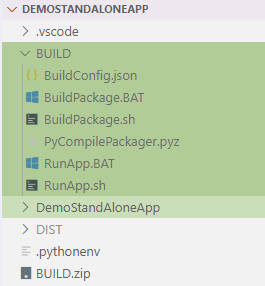 DEMOSTANDALONEAPP
.vscode
BUILD
BuildConfig.json
BuildPackage.BAT
BuildPackage.sh
PyCompilePackager.pyz
RunApp.BAT
RunApp.sh
DemoStandAloneApp
DIST
.pythonenv
BUILD.zip